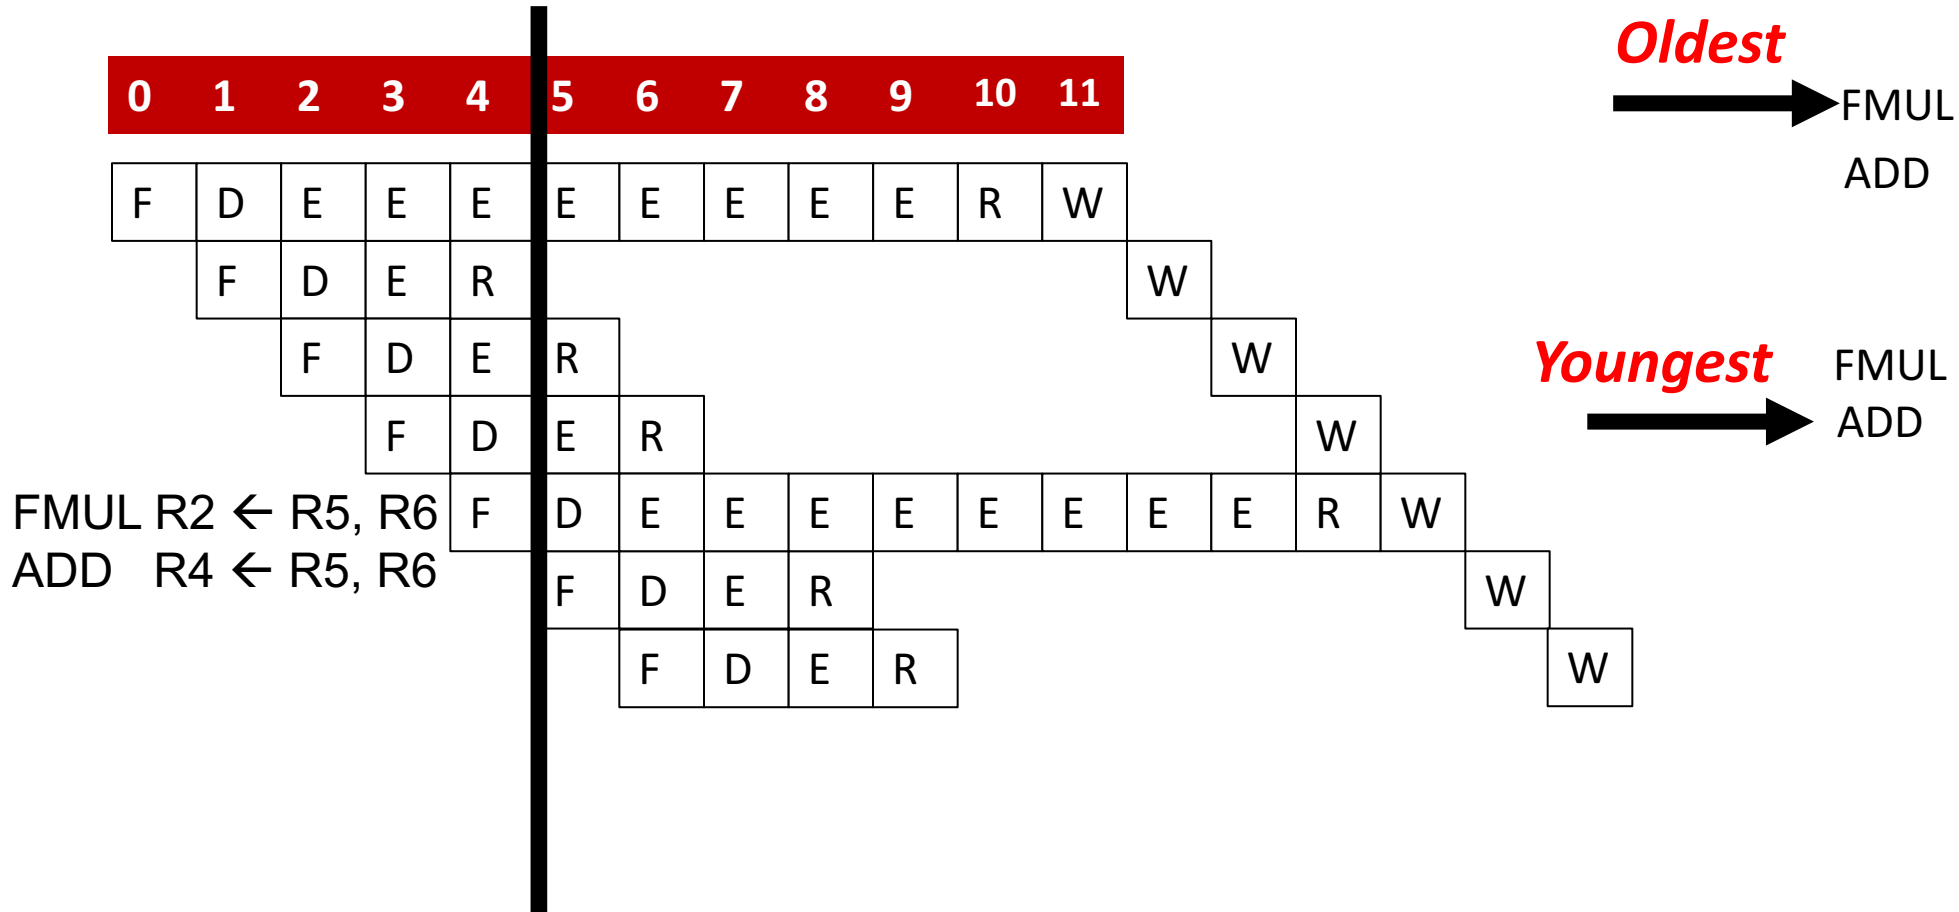 Oldest
0 1 2 3 4 5 6 7 8 9 10 11
FMUL
ADD
F D E E E E E E E E R W
F D E R W
F D E R W
Youngest
FMUL
F D E R W
ADD
FMUL R2 ← R5, R6
F D E E E E E E E E R W
ADD R4 ← R5, R6
F D E R W
F D E R W